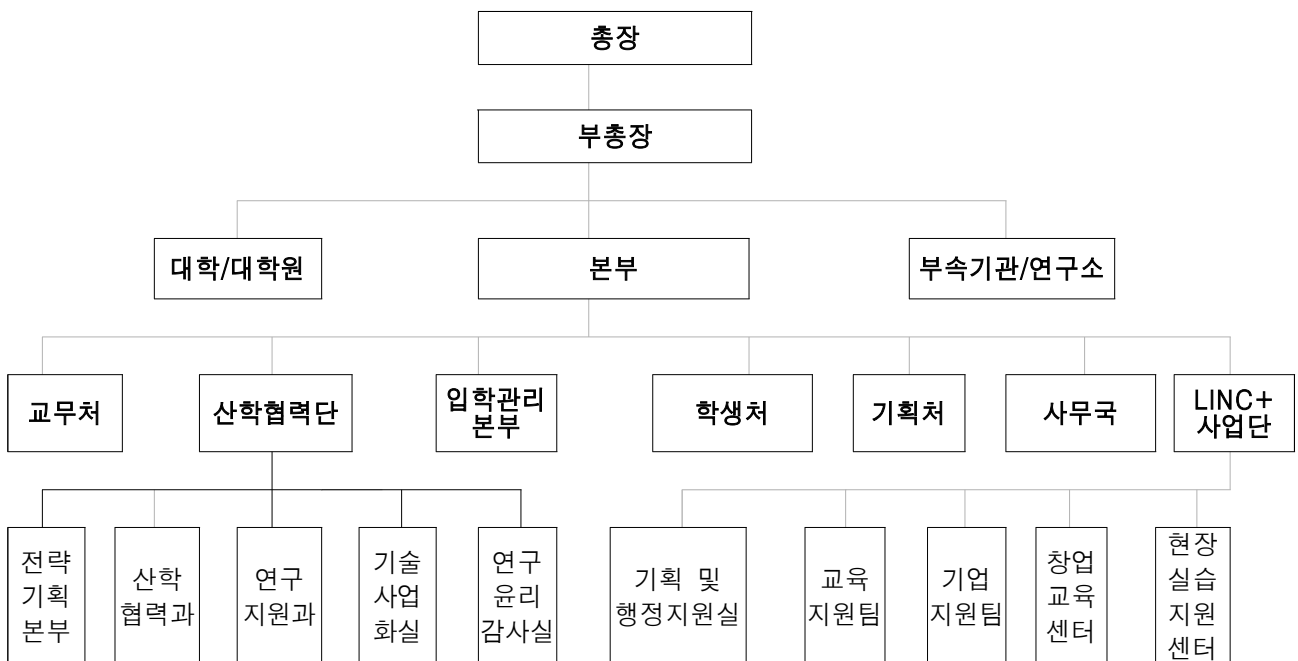 총장
부총장
대학/대학원
본부
부속기관/연구소
교무처
산학협력단
입학관리
본부
학생처
기획처
사무국
LINC+
사업단
전략
기획
본부
산학
협력과
연구
지원과
기술
사업
화실
연구
윤리
감사실
기획 및
행정지원실
교육
지원팀
기업
지원팀
창업
교육
센터
현장
실습
지원
센터